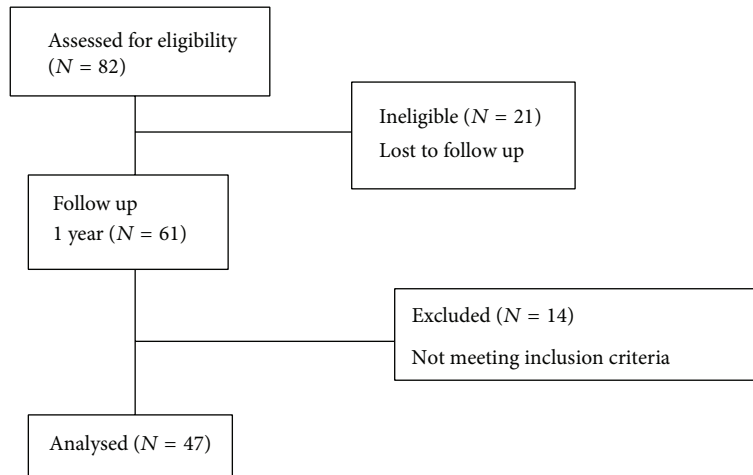 Assessed for eligibility
(N = 82)
Ineligible (N = 21)
Lost to follow up
Follow up
1 year (N = 61)
Excluded (N = 14)
Not meeting inclusion criteria
Analysed (N = 47)